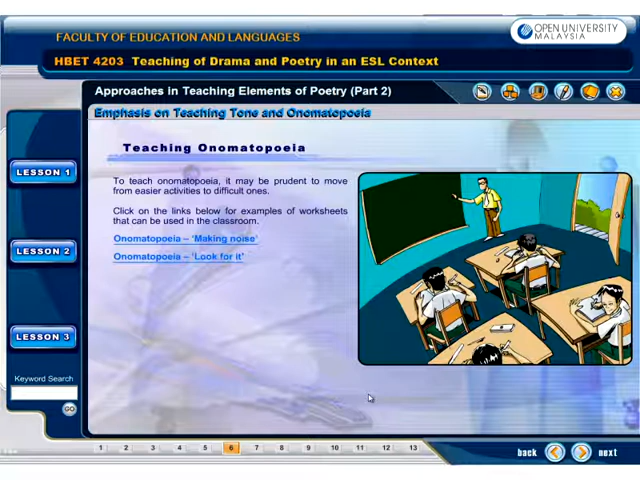 OPEN UNIVERSITY
MALAYSIA
FACULTY OF EDUCATION AND LANGUAGES
HBET 4203 Teaching of Drama and Poetry in an ESL Context
Approaches in Teaching Elements of Poetry (Part 2)
Emphasis on Teaching Tone and Onomatopoeia
Teaching Onomatopoeia
To teach onomatopoeia, it may be prudent to move
from easier activities to difficult ones.
Click on the links below for examples of worksheets
that can be used in the classroom.
Onomatopoeia – 'Making noise'
Onomatopoeia – 'Look for it'
LESSON 1
LESSON 2
LESSON 3
Keyword Search
GO
1 2 3 4 5 6 7 8 9 10 11 12 13
back next